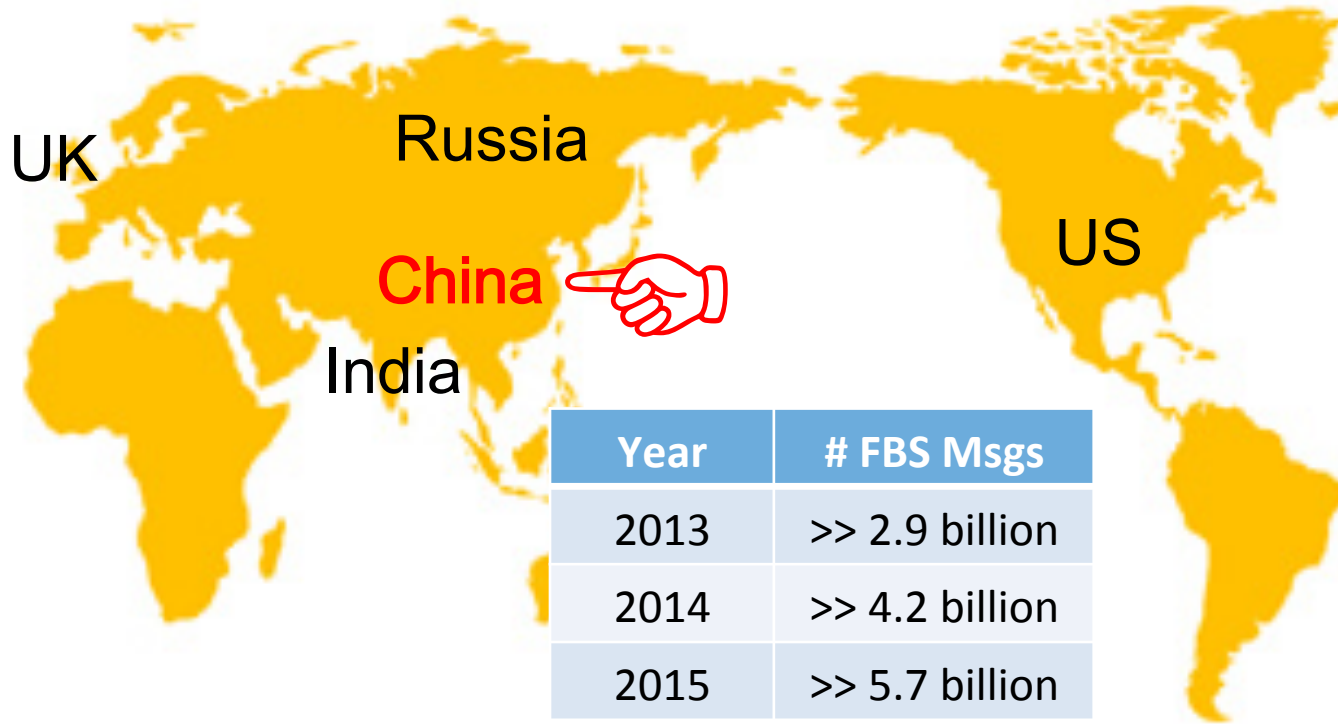 UK
Russia
US
China
India
Year # FBS Msgs
2013 >> 2.9 billion
2014 >> 4.2 billion
2015 >> 5.7 billion